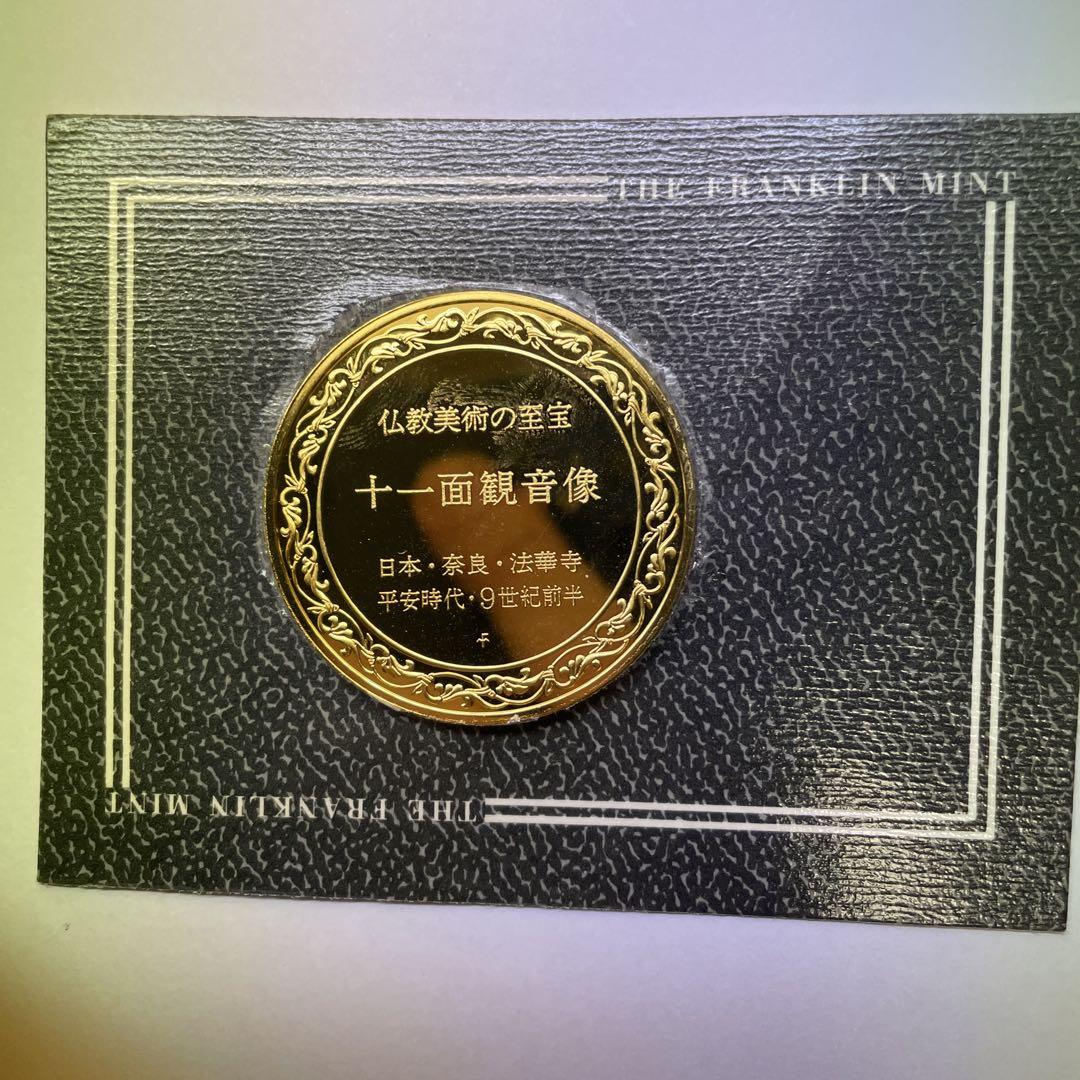 THE FRANKLIN MINT
仏教美術の至宝
十一面観音像
日本・奈良・法華寺
平安時代・9世紀前半
THE FRANKLIN MINT